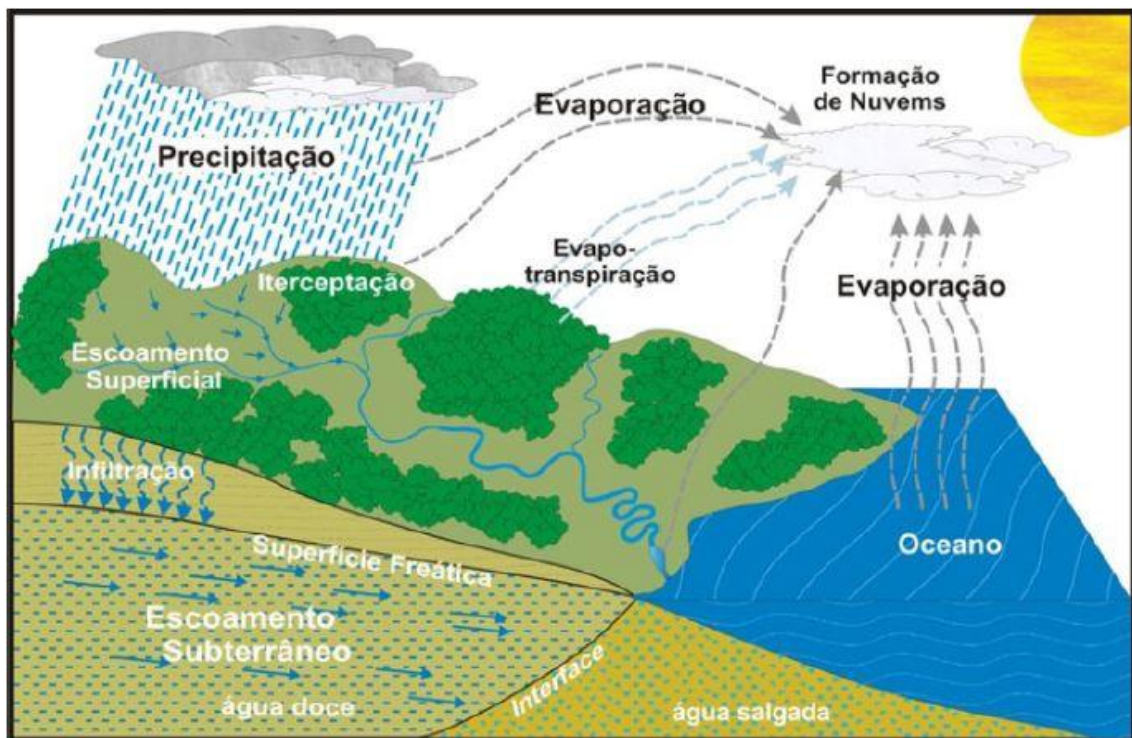 Formação
de Nuvems
Evaporação
Precipitação
Evapo-
transpiração
Iterceptação
Evaporação
Escoamento
Superficial
Infiltração
Oceano
Superfície Freática
Escoamento
Subterrâneo
Interface
água doce
água salgada